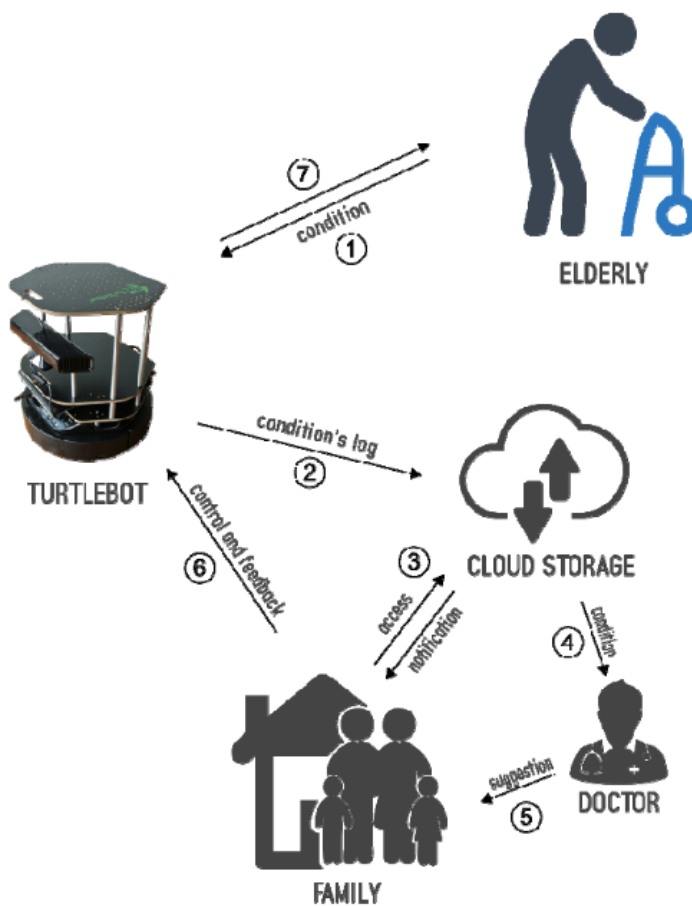 7
condition
1
ELDERLY
condition's log
2
TURTLEBOT
control and feedback
6
3
access
notification
CLOUD STORAGE
4
condition
suggestion
5
DOCTOR
FAMILY